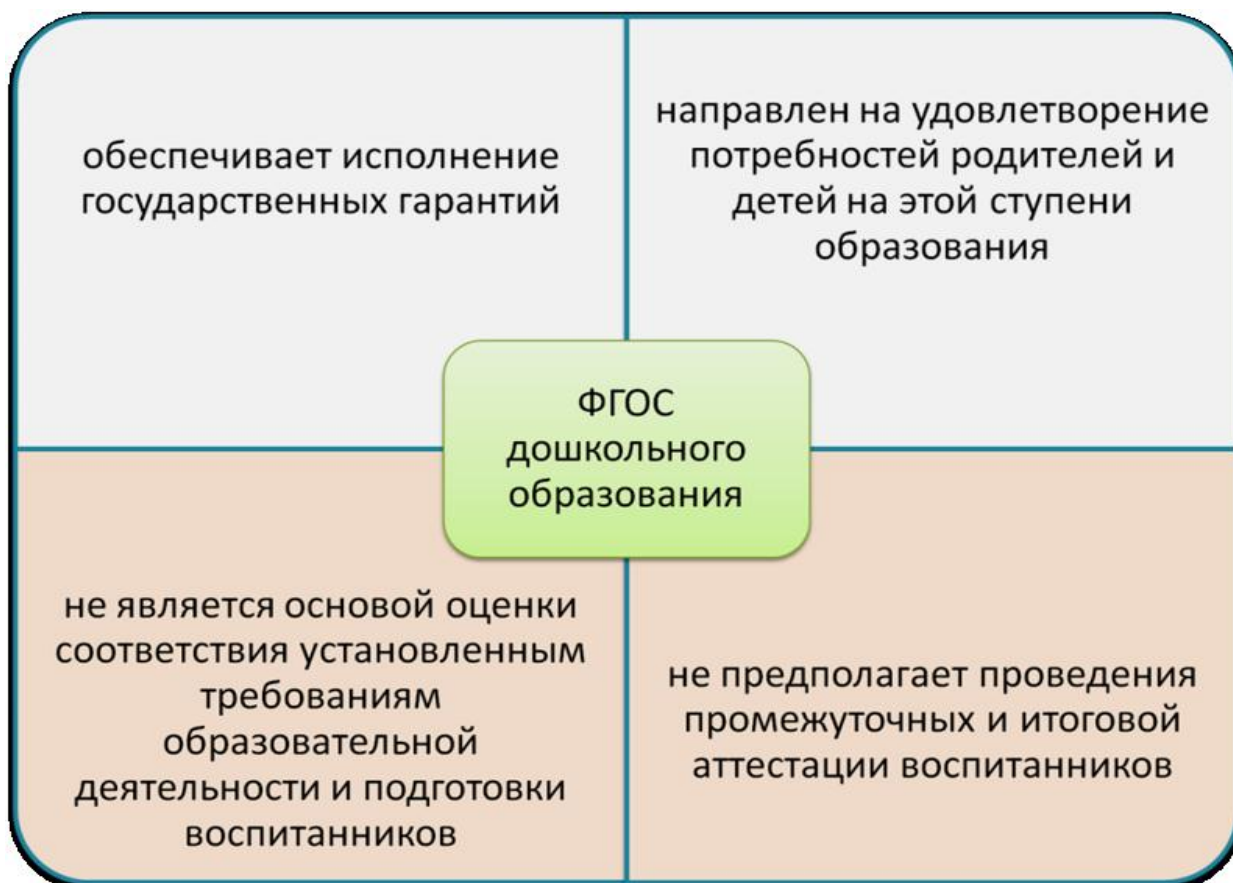 обеспечивает исполнение
государственных гарантий
направлен на удовлетворение
потребностей родителей и
детей на этой ступени
образования
ФГОС
дошкольного
образования
не является основой оценки
соответствия установленным
требованиям
образовательной
деятельности и подготовки
воспитанников
не предполагает проведения
промежуточных и итоговой
аттестации воспитанников